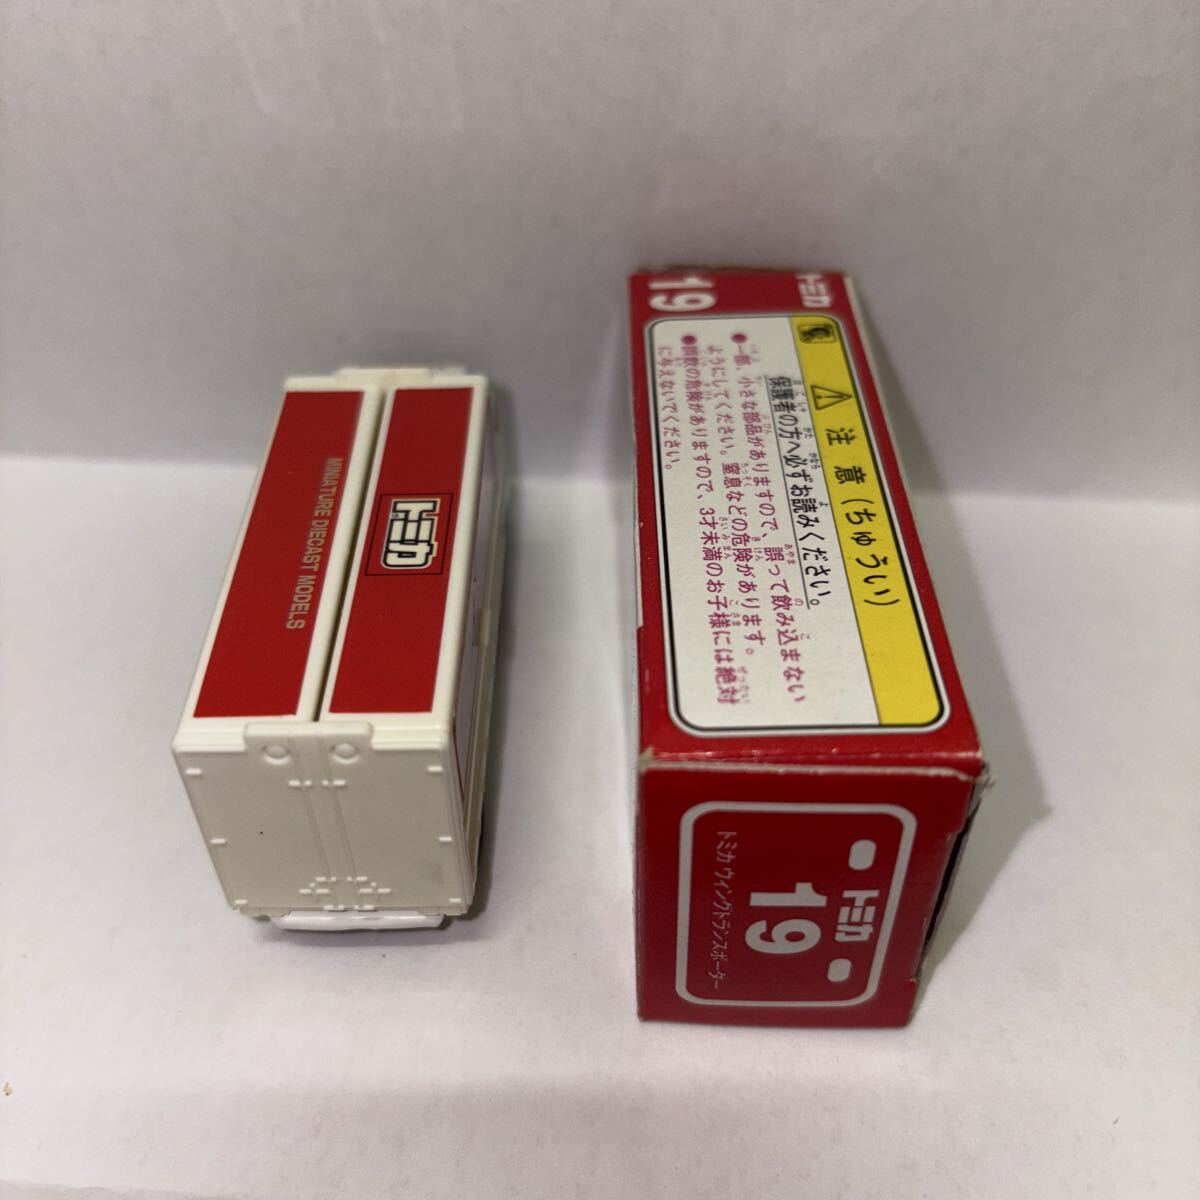 トミカ
MINIATURE DIECAST MODELS
トミカ
19
注意(ちゅうい)
保護者の方へ必ずお読みください。
●一部、小さな部品がありますので、誤って飲み込まない
ようにしてください。窒息などの危険があります。
●誤飲の危険がありますので、3才未満のお子様には絶対
に与えないでください。
トミカ
19
トミカ ウィングトランスポーター